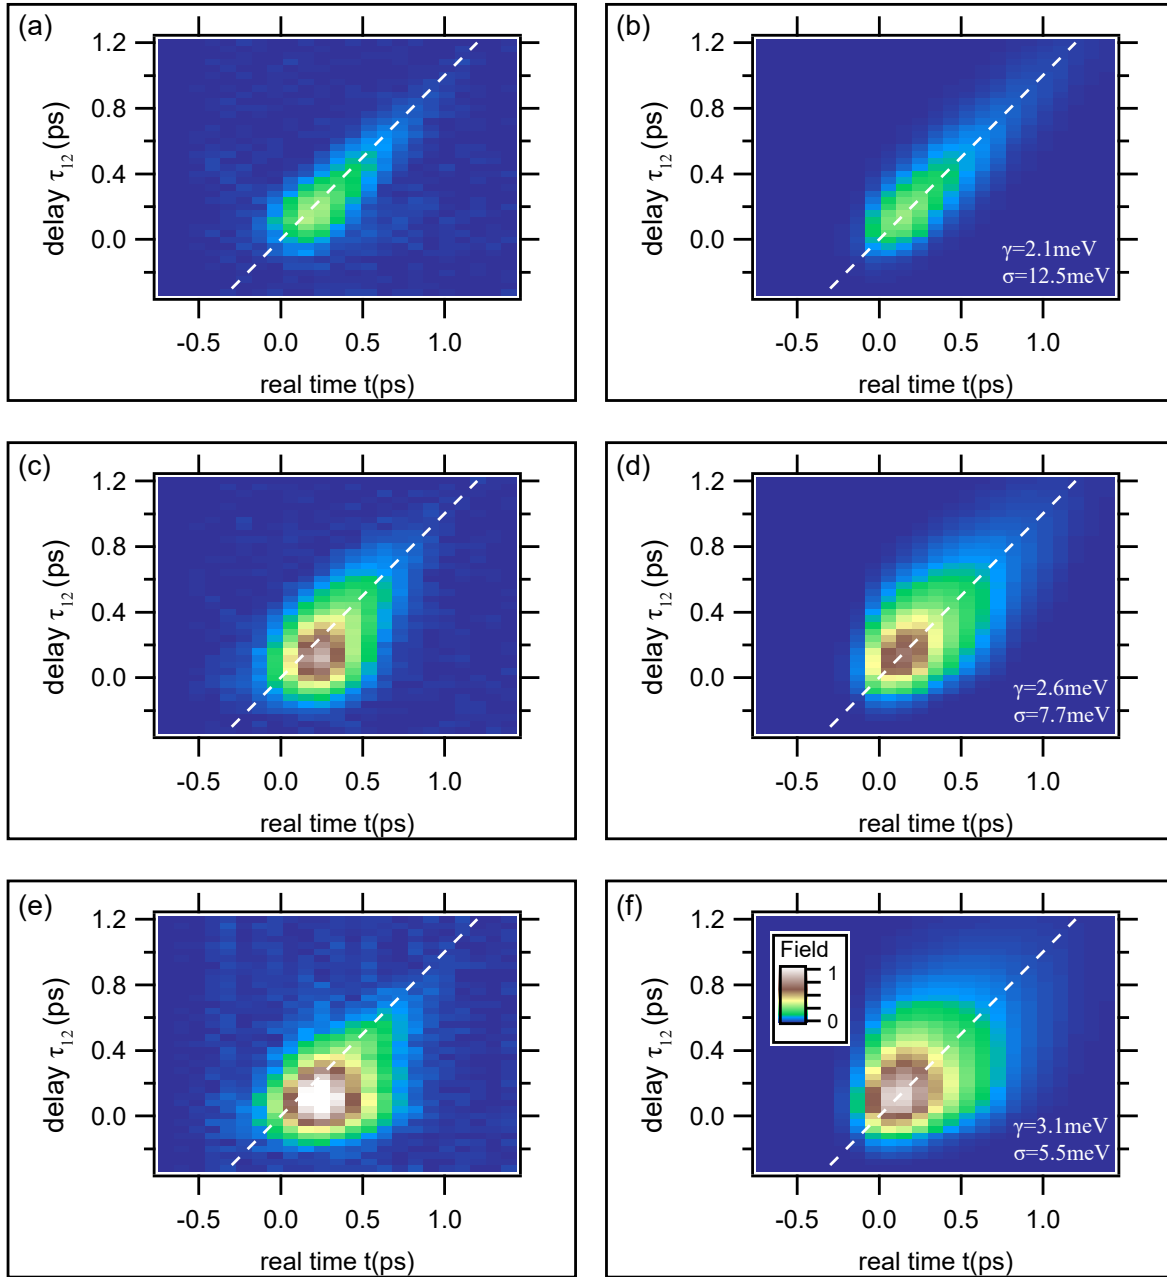 (a)
1.2
0.8
0.4
0.0
delay τ12 (ps)
-0.5 0.0 0.5 1.0
real time t(ps)
(b)
1.2
0.8
0.4
0.0
delay τ12 (ps)
γ=2.1meV
σ=12.5meV
-0.5 0.0 0.5 1.0
real time t(ps)
(c)
1.2
0.8
0.4
0.0
delay τ12 (ps)
-0.5 0.0 0.5 1.0
real time t(ps)
(d)
1.2
0.8
0.4
0.0
delay τ12 (ps)
γ=2.6meV
σ=7.7meV
-0.5 0.0 0.5 1.0
real time t(ps)
(e)
1.2
0.8
0.4
0.0
delay τ12 (ps)
-0.5 0.0 0.5 1.0
real time t(ps)
(f)
1.2
0.8
0.4
0.0
delay τ12 (ps)
Field
1
0
γ=3.1meV
σ=5.5meV
-0.5 0.0 0.5 1.0
real time t(ps)